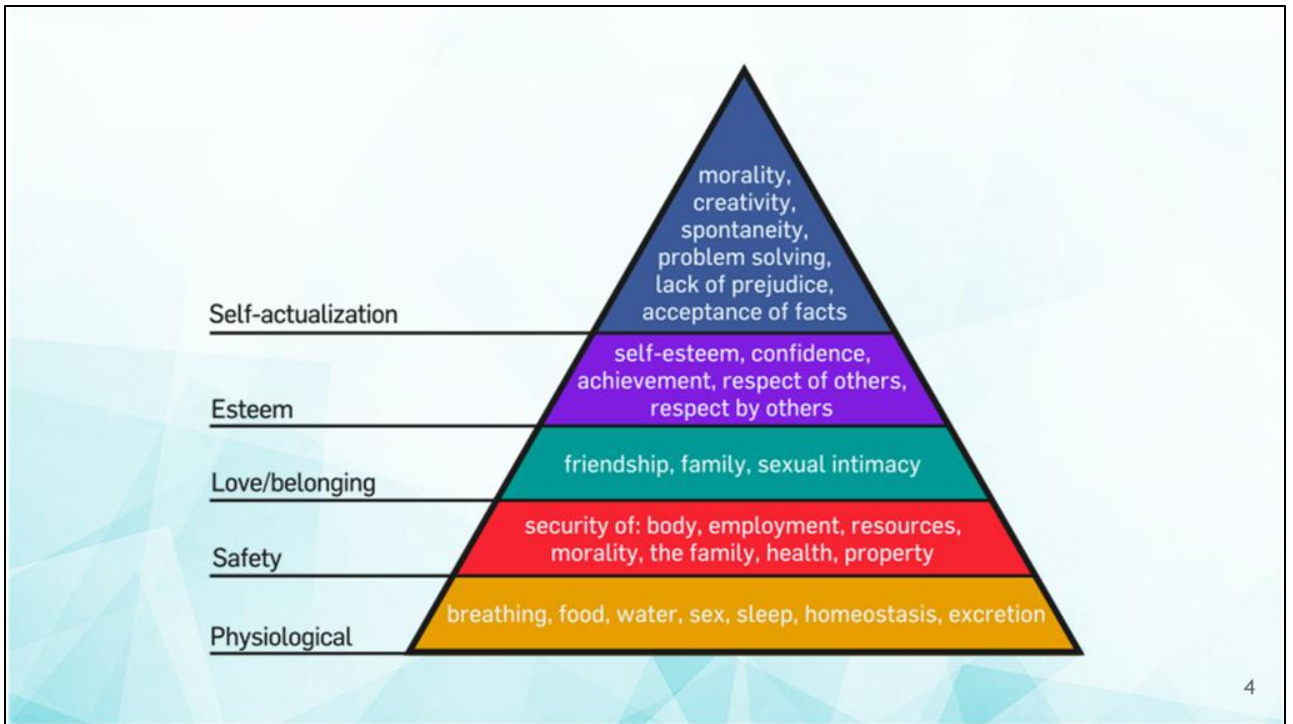 morality,
creativity,
spontaneity,
problem solving,
lack of prejudice,
acceptance of facts
Self-actualization
self-esteem, confidence,
achievement, respect of others,
respect by others
Esteem
friendship, family, sexual intimacy
Love/belonging
security of: body, employment, resources,
morality, the family, health, property
Safety
breathing, food, water, sex, sleep, homeostasis, excretion
Physiological
4